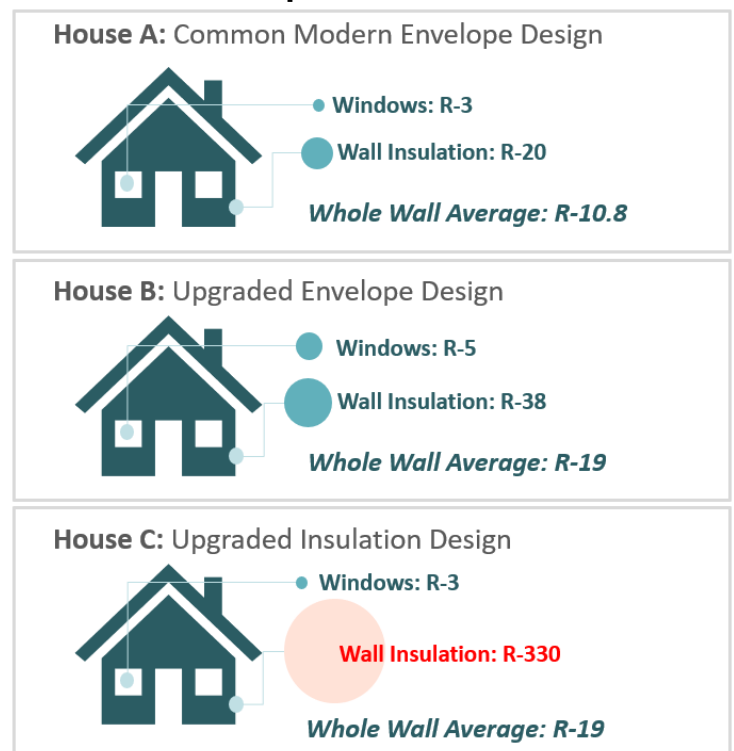 House A: Common Modern Envelope Design
Windows: R-3
Wall Insulation: R-20
Whole Wall Average: R-10.8
House B: Upgraded Envelope Design
Windows: R-5
Wall Insulation: R-38
Whole Wall Average: R-19
House C: Upgraded Insulation Design
Windows: R-3
Wall Insulation: R-330
Whole Wall Average: R-19